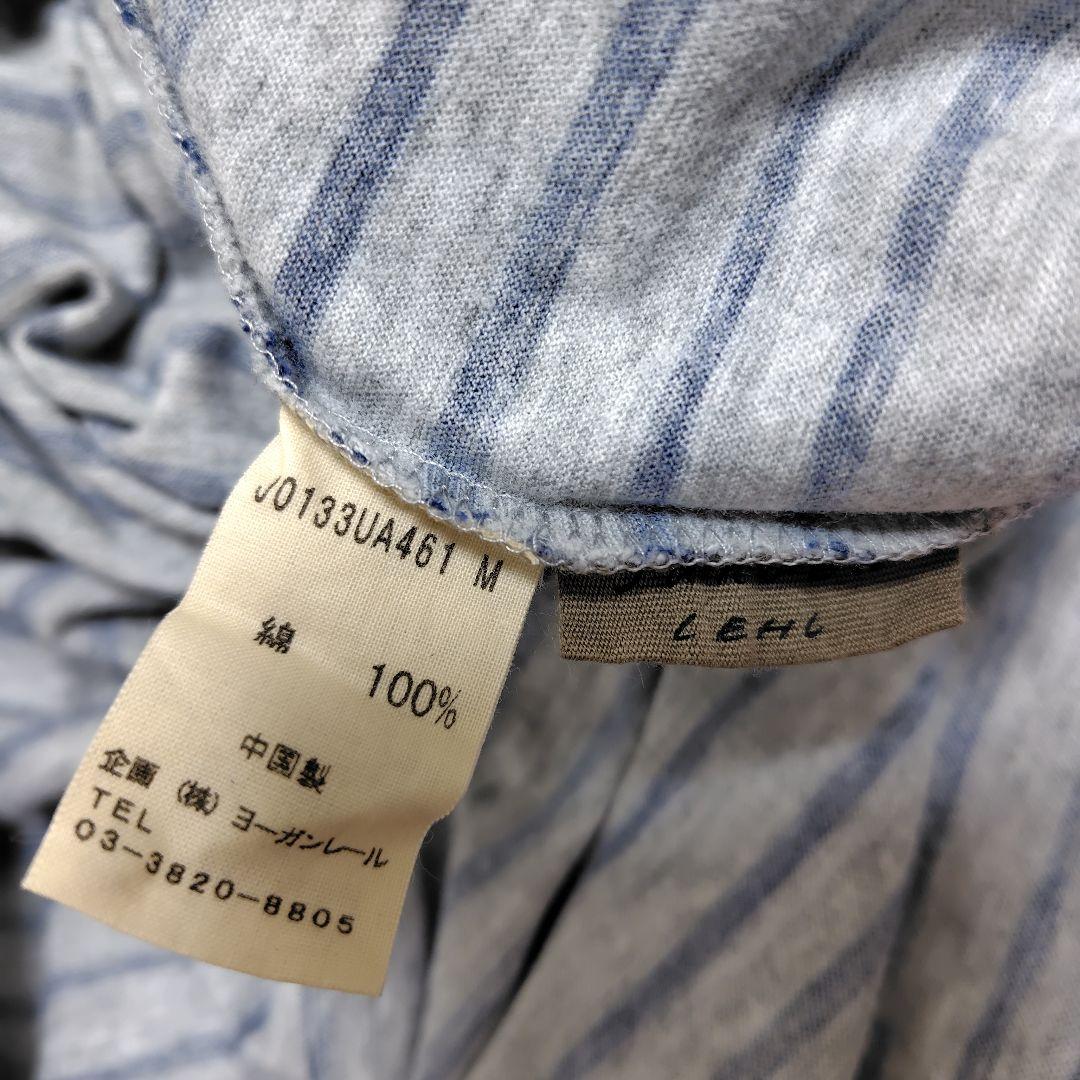 J0133UA461 M
綿
100%
中国製
企画 (株) ヨーガンレール
TEL
03-3820-8805
LEHL